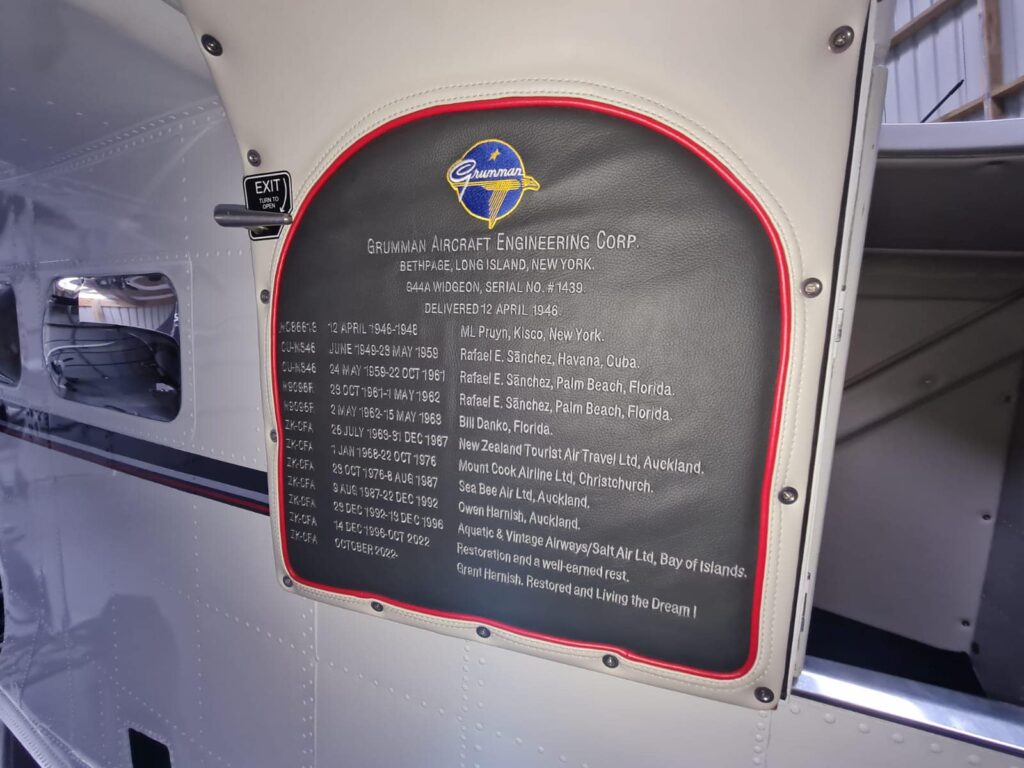 EXIT
TURN TO
OPEN
Grumman
GRUMMAN AIRCRAFT ENGINEERING CORP.
BETHPAGE, LONG ISLAND, NEW YORK.
G44A WIDGEON, SERIAL NO. #1439.
DELIVERED 12 APRIL 1946.
12 APRIL 1946-1948 ML Pruyn, Kisco, New York.
CU-N346 JUNE 1949-23 MAY 1959 Rafael E. Sãnchez, Havana, Cuba.
CU-N346 24 MAY 1959-22 OCT 1961 Rafael E. Sãnchez, Palm Beach, Florida.
N9096R 23 OCT 1961-1 MAY 1962 Rafael E. Sãnchez, Palm Beach, Florida.
N9096R 2 MAY 1962-15 MAY 1963 Bill Danko, Florida.
ZK-CFA 25 JULY 1963-31 DEC 1967 New Zealand Tourist Air Travel Ltd, Auckland.
ZK-CFA 1 JAN 1968-22 OCT 1976 Mount Cook Airline Ltd, Christchurch.
ZK-CFA 23 OCT 1976-8 AUG 1987 Sea Bee Air Ltd, Auckland.
ZK-CFA 9 AUG 1987-22 DEC 1992 Owen Harnish, Auckland.
ZK-CFA 23 DEC 1992-13 DEC 1996 Aquatic & Vintage Airways/Salt Air Ltd, Bay of Islands.
ZK-CFA 14 DEC 1996-OCT 2022 Restoration and a well-earned rest.
ZK-CFA OCTOBER 2022- Grant Harnish. Restored and Living the Dream !